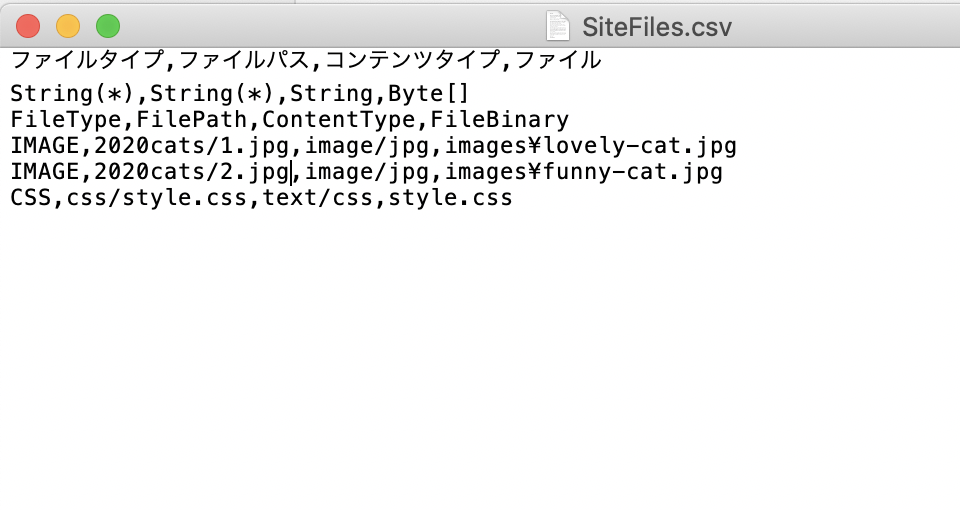 SiteFiles.csv
ファイルタイプ,ファイルパス,コンテンツタイプ,ファイル
String(*),String(*),String,Byte[]
FileType,FilePath,ContentType,FileBinary
IMAGE,2020cats/1.jpg,image/jpg,images¥lovely-cat.jpg
IMAGE,2020cats/2.jpg,image/jpg,images¥funny-cat.jpg
CSS,css/style.css,text/css,style.css